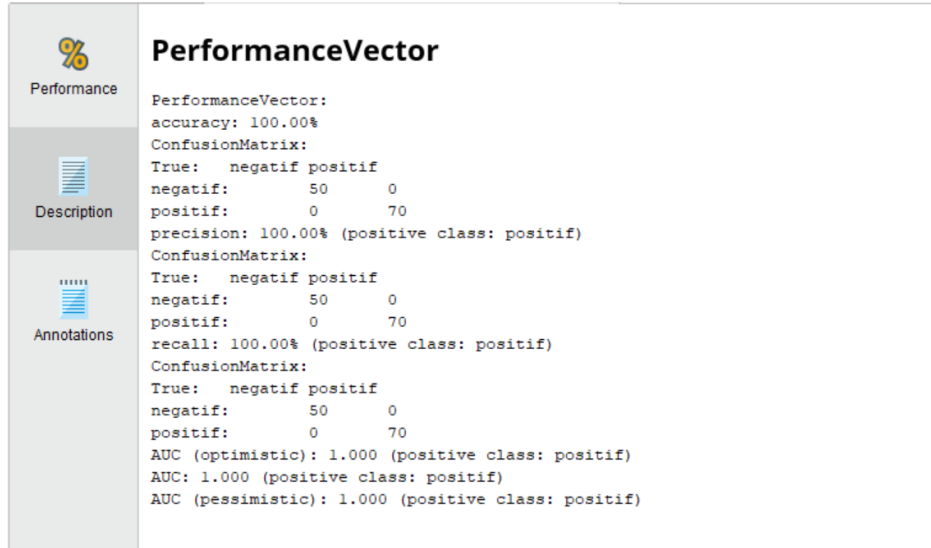 Performance
Description
Annotations
PerformanceVector
PerformanceVector:
accuracy: 100.00%
ConfusionMatrix:
True:   negatif positif
negatif:        50      0
positif:        0       70
precision: 100.00% (positive class: positif)
ConfusionMatrix:
True:   negatif positif
negatif:        50      0
positif:        0       70
recall: 100.00% (positive class: positif)
ConfusionMatrix:
True:   negatif positif
negatif:        50      0
positif:        0       70
AUC (optimistic): 1.000 (positive class: positif)
AUC: 1.000 (positive class: positif)
AUC (pessimistic): 1.000 (positive class: positif)